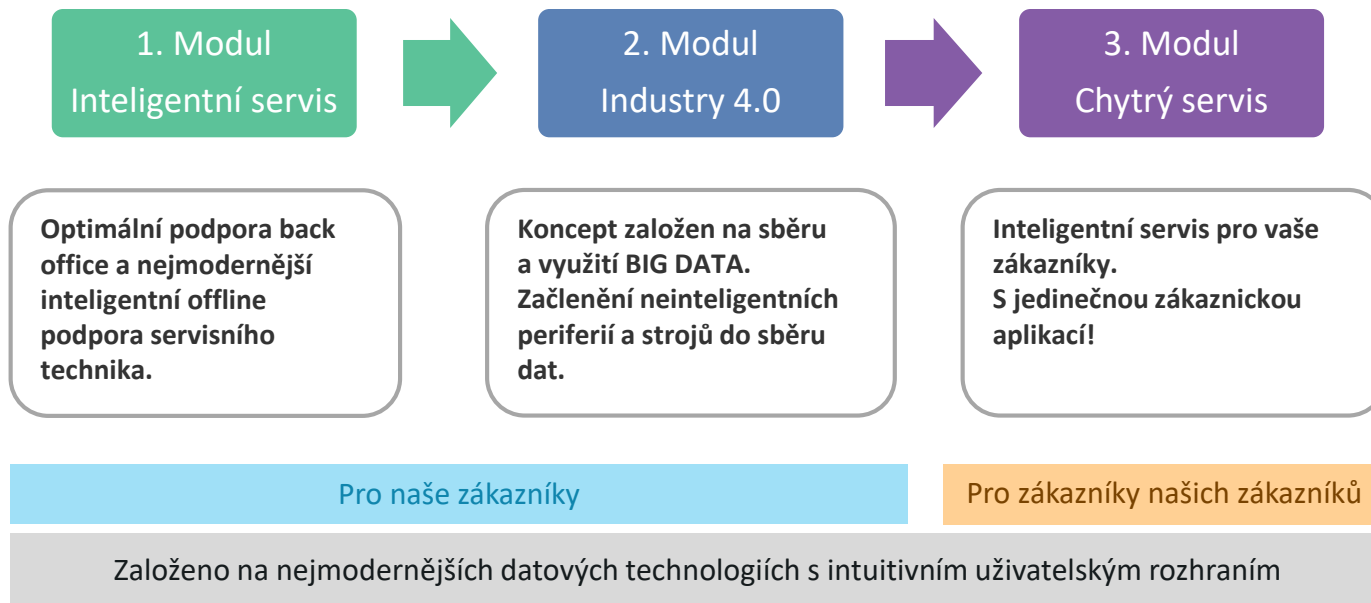 1. Modul
Inteligentní servis
2. Modul
Industry 4.0
3. Modul
Chytrý servis
Optimální podpora back
office a nejmodernější
inteligentní offline
podpora servisního
technika.
Koncept založen na sběru
a využití BIG DATA.
Začlenění neinteligentních
periferií a strojů do sběru
dat.
Inteligentní servis pro vaše
zákazníky.
S jedinečnou zákaznickou
aplikací!
Pro naše zákazníky
Pro zákazníky našich zákazníků
Založeno na nejmodernějších datových technologiích s intuitivním uživatelským rozhraním